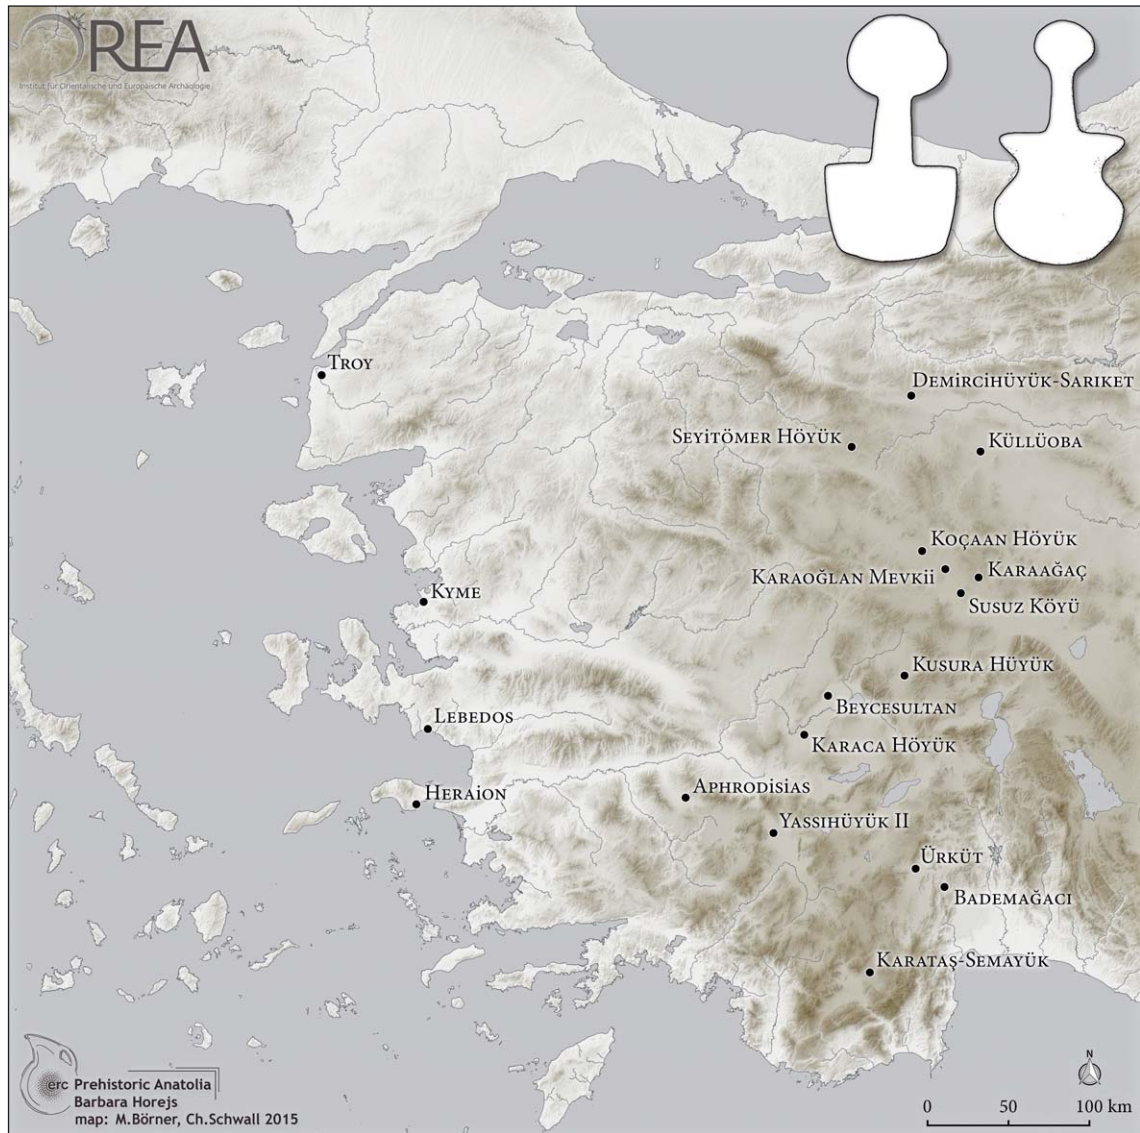 OREA
Institut für Orientalische und Europäische Archäologie
Troy
Demircihüyük-Sarıket
Seyitömer Höyük
Küllüoba
Koçaan Höyük
Karaoğlan Mevkii
Karaağaç
Susuz Köyü
Kyme
Kusura Hüyük
Beycesultan
Lebedos
Karaca Höyük
Heraion
Aphrodisias
Yassıhüyük II
Ürküt
Bademağacı
Karataş-Semayük
erc Prehistoric Anatolia
Barbara Horejs
map: M.Börner, Ch.Schwall 2015
N
0 50 100 km